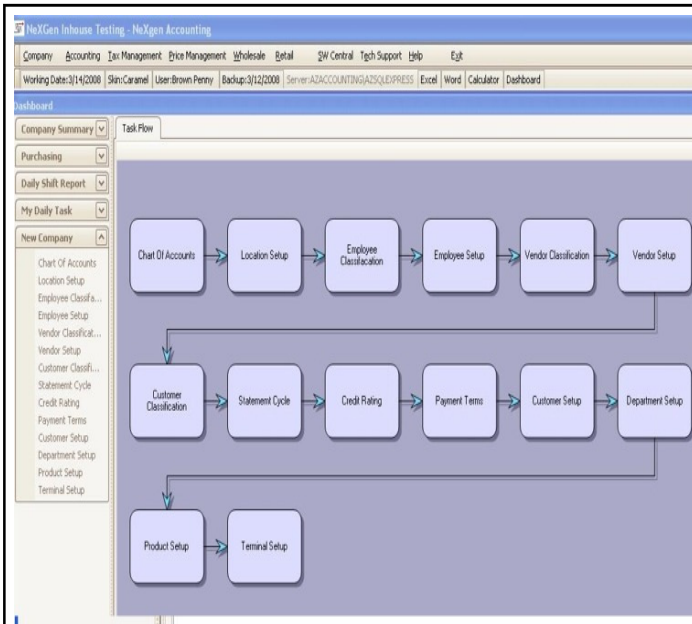 NeXGen Inhouse Testing - NeXgen Accounting
Company Accounting Tax Management Price Management Wholesale Retail SW Central Tech Support Help Exit
Working Date:3/14/2008 Skin:Caramel User:Brown Penny Backup:3/12/2008 Server:AZACCOUNTING\AZSQLEXPRESS Excel Word Calculator Dashboard
Dashboard
Company Summary
Purchasing
Daily Shift Report
My Daily Task
New Company
Chart Of Accounts
Location Setup
Employee Classifa...
Employee Setup
Vendor Classificat...
Vendor Setup
Customer Classifi...
Statememt Cycle
Credit Rating
Payment Terms
Customer Setup
Department Setup
Product Setup
Terminal Setup
Task Flow
Chart Of Accounts
Location Setup
Employee
Classifacation
Employee Setup
Vendor Classification
Vendor Setup
Customer
Classification
Statememt Cycle
Credit Rating
Payment Terms
Customer Setup
Department Setup
Product Setup
Terminal Setup